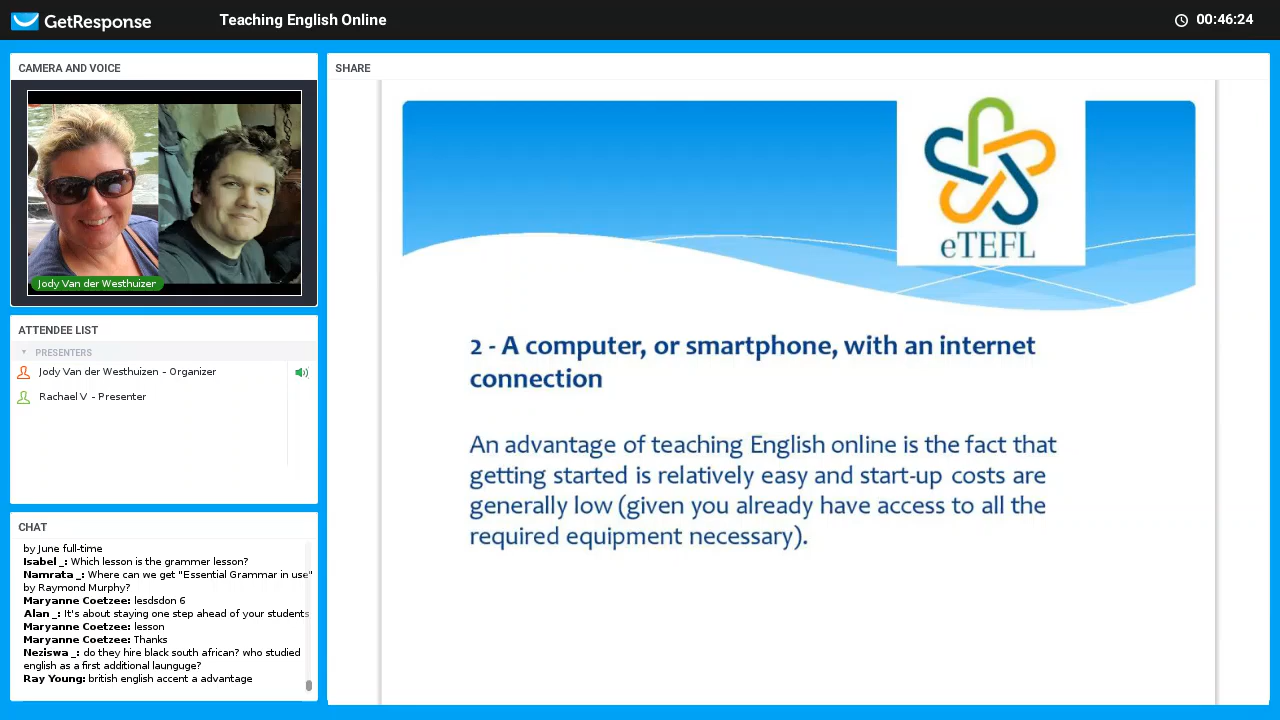 GetResponse
Teaching English Online
00:46:24
CAMERA AND VOICE
Jody Van der Westhuizer
ATTENDEE LIST
PRESENTERS
Jody Van der Westhuizen - Organizer
Rachael V - Presenter
CHAT
by June full-time
Isabel _: Which lesson is the grammer lesson?
Namrata _: Where can we get "Essential Grammar in use"
by Raymond Murphy?
Maryanne Coetzee: lesdsdon 6
Alan _: It's about staying one step ahead of your students
Maryanne Coetzee: lesson
Maryanne Coetzee: Thanks
Neziswa _: do they hire black south african? who studied
english as a first additional launguge?
Ray Young: british english accent a advantage
SHARE
eTEFL
2 - A computer, or smartphone, with an internet
connection
An advantage of teaching English online is the fact that
getting started is relatively easy and start-up costs are
generally low (given you already have access to all the
required equipment necessary).